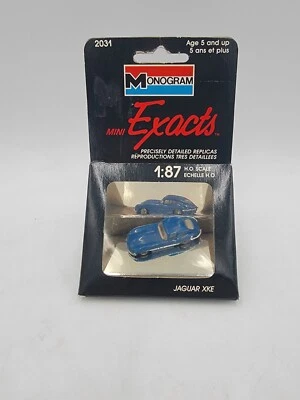 2031
Age 5 and up
5 ans et plus
MONOGRAM
MINI Exacts™
PRECISELY DETAILED REPLICAS
REPRODUCTIONS TRES DETAILLEES
1:87 H.O. SCALE
ECHELLE H.O.
JAGUAR XKE